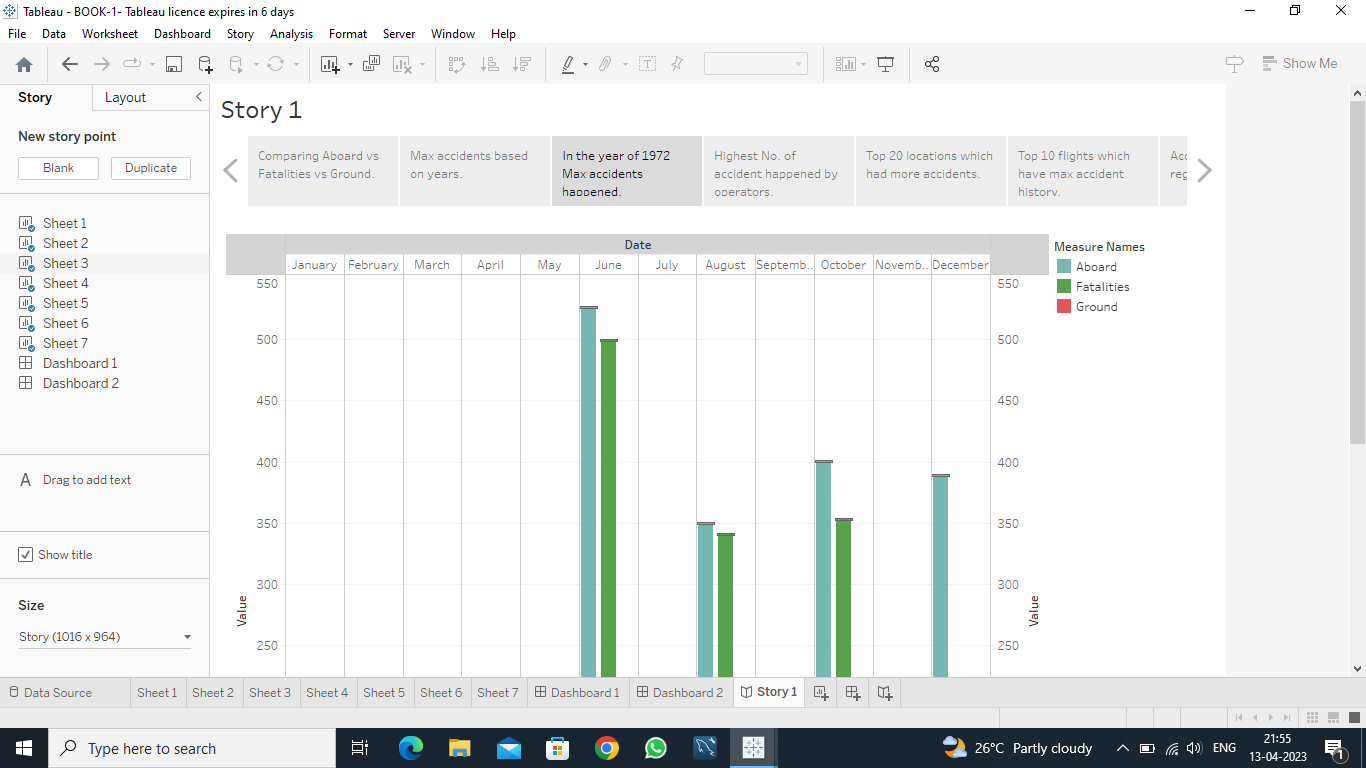 Tableau - BOOK-1- Tableau licence expires in 6 days
File Data Worksheet Dashboard Story Analysis Format Server Window Help
Show Me
Story Layout
New story point
Blank Duplicate
Sheet 1
Sheet 2
Sheet 3
Sheet 4
Sheet 5
Sheet 6
Sheet 7
Dashboard 1
Dashboard 2
A Drag to add text
Show title
Size
Story (1016 x 964)
Story 1
Comparing Aboard vs
Fatalities vs Ground.
Max accidents based
on years.
In the year of 1972
Max accidents
happened.
Highest No. of
accident happened by
operators.
Top 20 locations which
had more accidents.
Top 10 flights which
have max accident
history.
Acc
reg
Date
January February March April May June July August Septemb.. October Novemb.. December
550 550
500 500
450 450
400 400
350 350
300 300
250 250
Value Value
Measure Names
Aboard
Fatalities
Ground
Data Source Sheet 1 Sheet 2 Sheet 3 Sheet 4 Sheet 5 Sheet 6 Sheet 7 Dashboard 1 Dashboard 2 Story 1
Type here to search
26°C Partly cloudy
ENG
21:55
13-04-2023
1